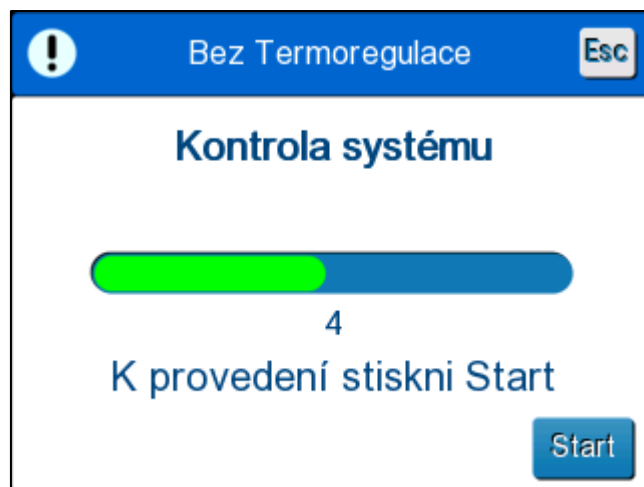 Bez Termoregulace
Esc
Kontrola systému
4
K provedení stiskni Start
Start